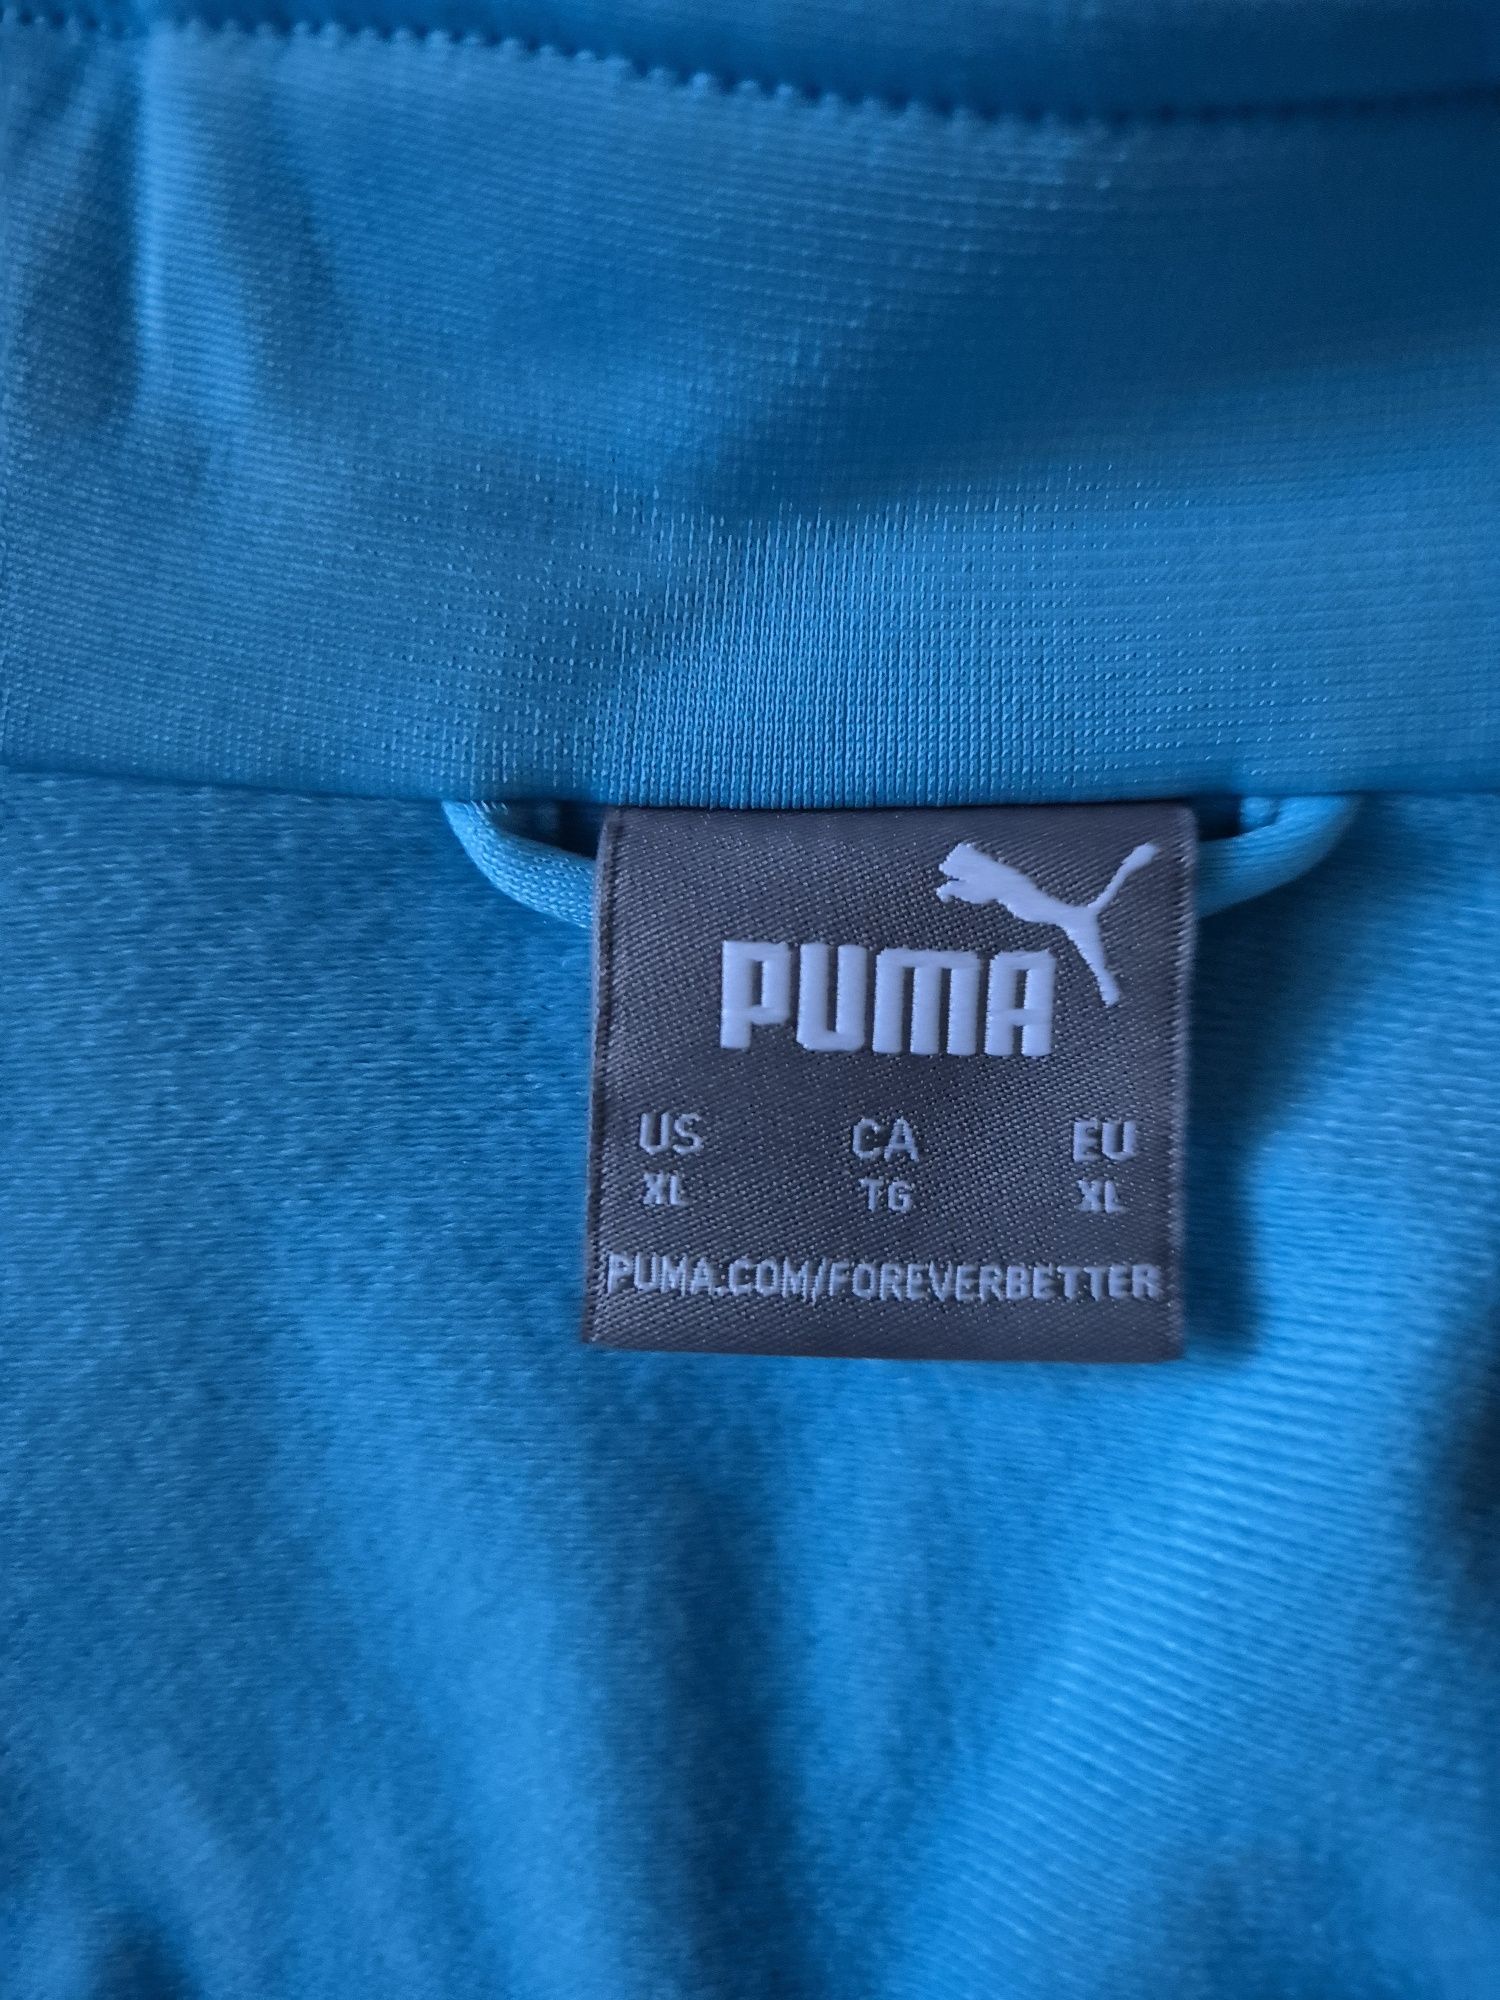 PUMA
US CA EU
XL TG XL
PUMA.COM/FOREVERBETTER